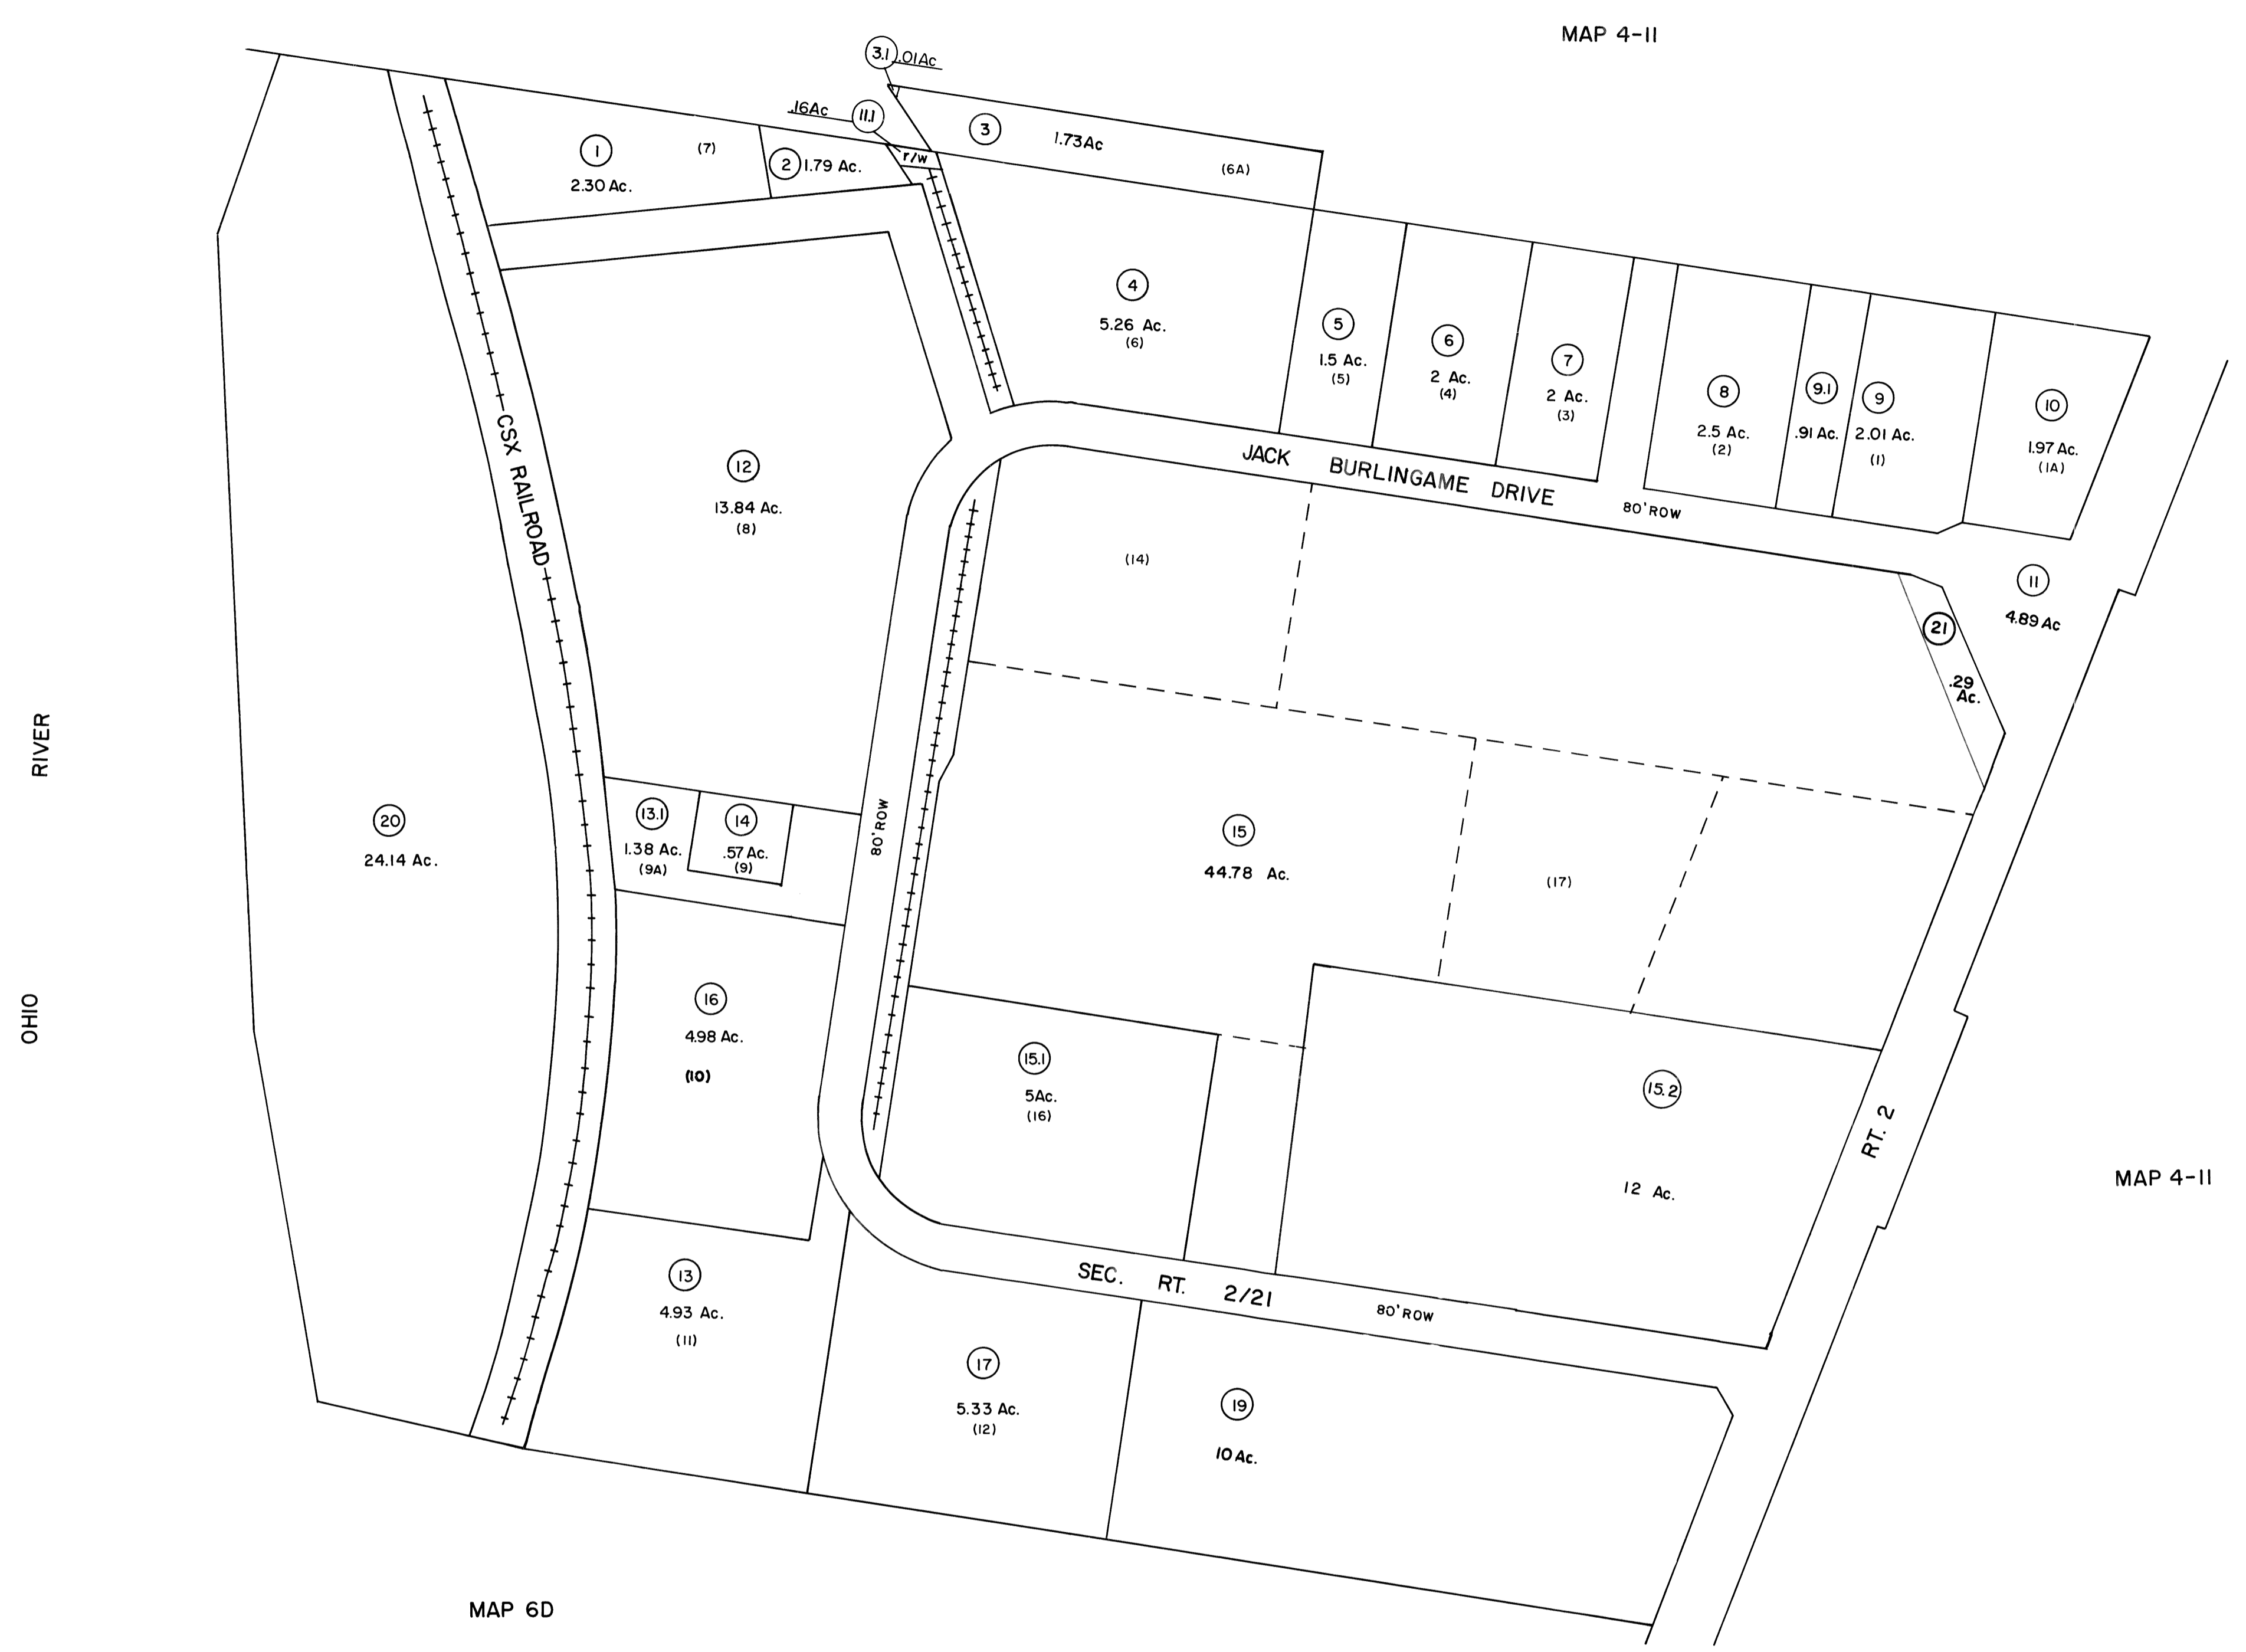 MAP 4-11
3.1 .01Ac
.16Ac 11.1
r/w
3 1.73Ac
(6A)
1 (7)
2.30 Ac.
2 1.79 Ac.
4
5.26 Ac.
(6)
5
1.5 Ac.
(5)
6
2 Ac.
(4)
7
2 Ac.
(3)
8
2.5 Ac.
(2)
9.1
.91 Ac.
9
2.01 Ac.
(1)
10
1.97 Ac.
(1A)
CSX RAILROAD
12
13.84 Ac.
(8)
JACK BURLINGAME DRIVE
80' ROW
11
4.89 Ac
(14)
21
.29
Ac.
RIVER
OHIO
20
24.14 Ac.
13.1
1.38 Ac.
(9A)
14
.57 Ac.
(9)
80' ROW
15
44.78 Ac.
(17)
16
4.98 Ac.
(10)
15.1
5Ac.
(16)
15.2
12 Ac.
RT. 2
MAP 4-11
13
4.93 Ac.
(11)
SEC. RT. 2/21
80' ROW
17
5.33 Ac.
(12)
19
10 Ac.
MAP 6D